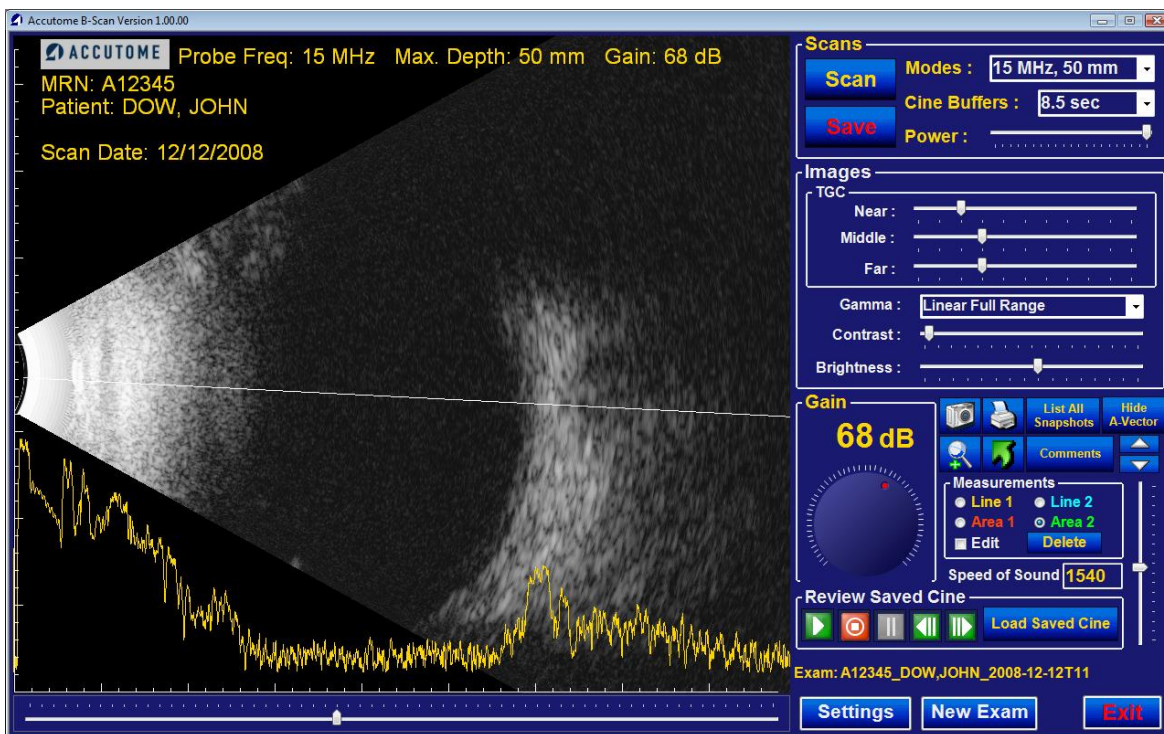 Accutome B-Scan Version 1.00.00
ACCUTOME Probe Freq: 15 MHz Max. Depth: 50 mm Gain: 68 dB
MRN: A12345
Patient: DOW, JOHN
Scan Date: 12/12/2008
Scans
Scan
Save
Modes : 15 MHz, 50 mm
Cine Buffers : 8.5 sec
Power :
Images
TGC
Near :
Middle :
Far :
Gamma : Linear Full Range
Contrast :
Brightness :
Gain
68 dB
List All
Snapshots
Hide
A-Vector
Comments
Measurements
Line 1 Line 2
Area 1 Area 2
Edit Delete
Speed of Sound 1540
Review Saved Cine
Load Saved Cine
Exam: A12345_DOW,JOHN_2008-12-12T11
Settings New Exam Exit